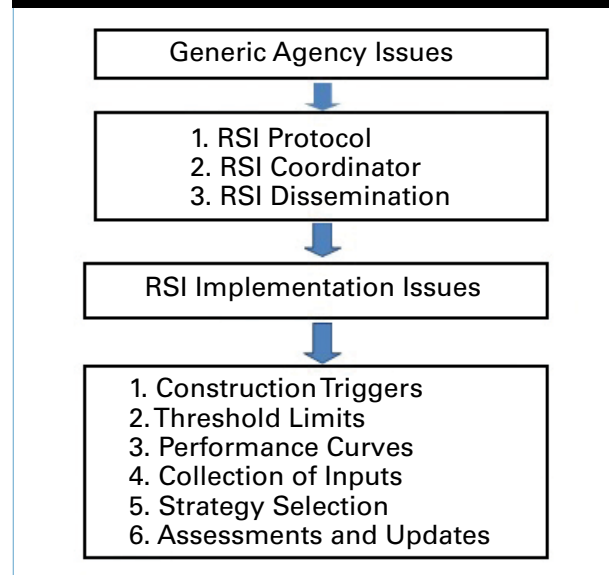 Generic Agency Issues
1. RSI Protocol
2. RSI Coordinator
3. RSI Dissemination
RSI Implementation Issues
1. Construction Triggers
2. Threshold Limits
3. Performance Curves
4. Collection of Inputs
5. Strategy Selection
6. Assessments and Updates